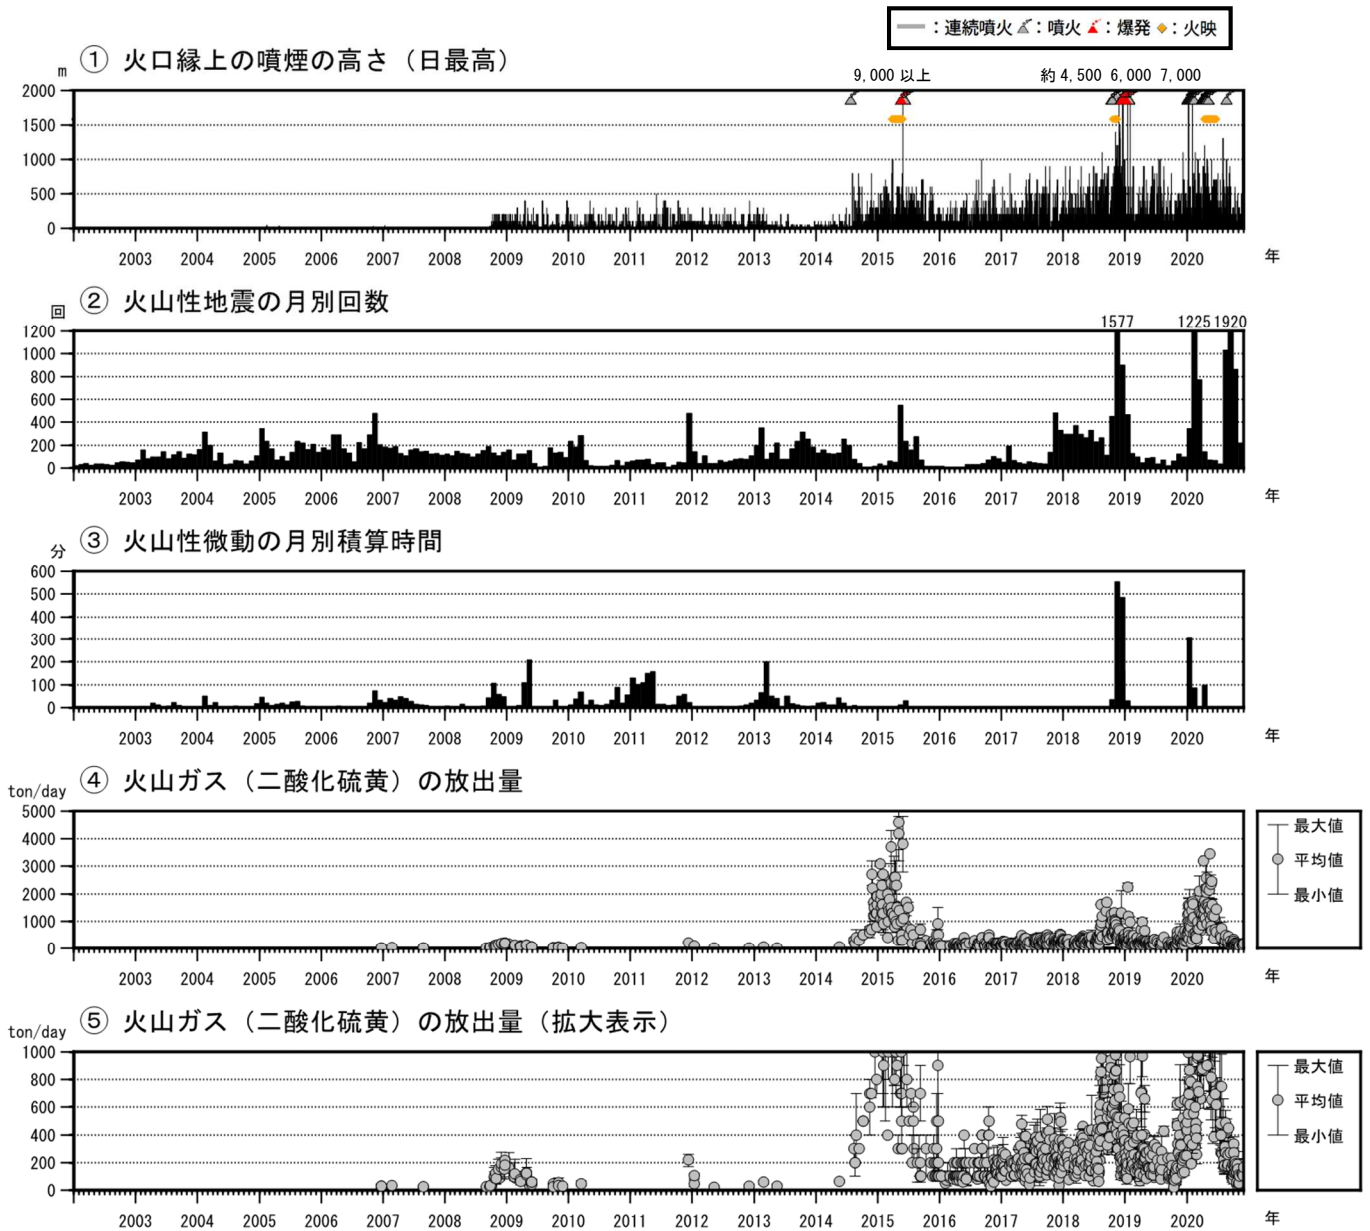 ：連続噴火 ：噴火 ：爆発 ：火映
① 火口縁上の噴煙の高さ（日最高）
m
9,000 以上 約 4,500 6,000 7,000
2000
1500
1000
500
0
2003 2004 2005 2006 2007 2008 2009 2010 2011 2012 2013 2014 2015 2016 2017 2018 2019 2020 年
② 火山性地震の月別回数
回
1577 1225 1920
1200
1000
800
600
400
200
0
2003 2004 2005 2006 2007 2008 2009 2010 2011 2012 2013 2014 2015 2016 2017 2018 2019 2020 年
③ 火山性微動の月別積算時間
分
600
500
400
300
200
100
0
2003 2004 2005 2006 2007 2008 2009 2010 2011 2012 2013 2014 2015 2016 2017 2018 2019 2020 年
④ 火山ガス（二酸化硫黄）の放出量
ton/day
5000
4000
3000
2000
1000
0
最大値
平均値
最小値
2003 2004 2005 2006 2007 2008 2009 2010 2011 2012 2013 2014 2015 2016 2017 2018 2019 2020 年
⑤ 火山ガス（二酸化硫黄）の放出量（拡大表示）
ton/day
1000
800
600
400
200
0
最大値
平均値
最小値
2003 2004 2005 2006 2007 2008 2009 2010 2011 2012 2013 2014 2015 2016 2017 2018 2019 2020 年